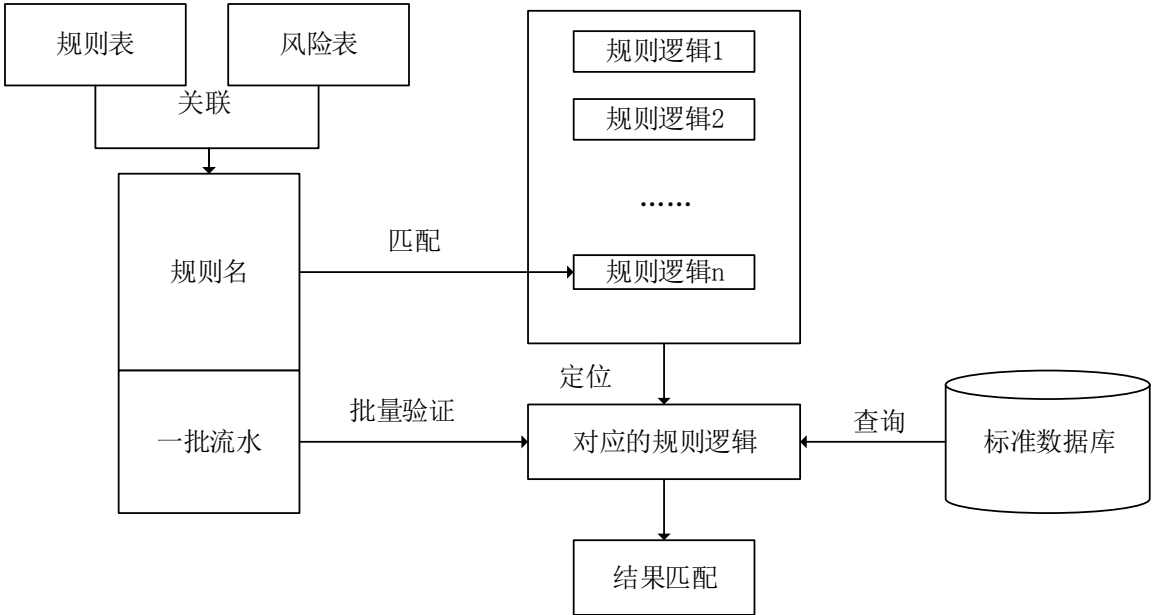 规则表
风险表
关联
规则逻辑1
规则逻辑2
……
规则逻辑n
规则名
匹配
定位
一批流水
批量验证
对应的规则逻辑
查询
标准数据库
结果匹配